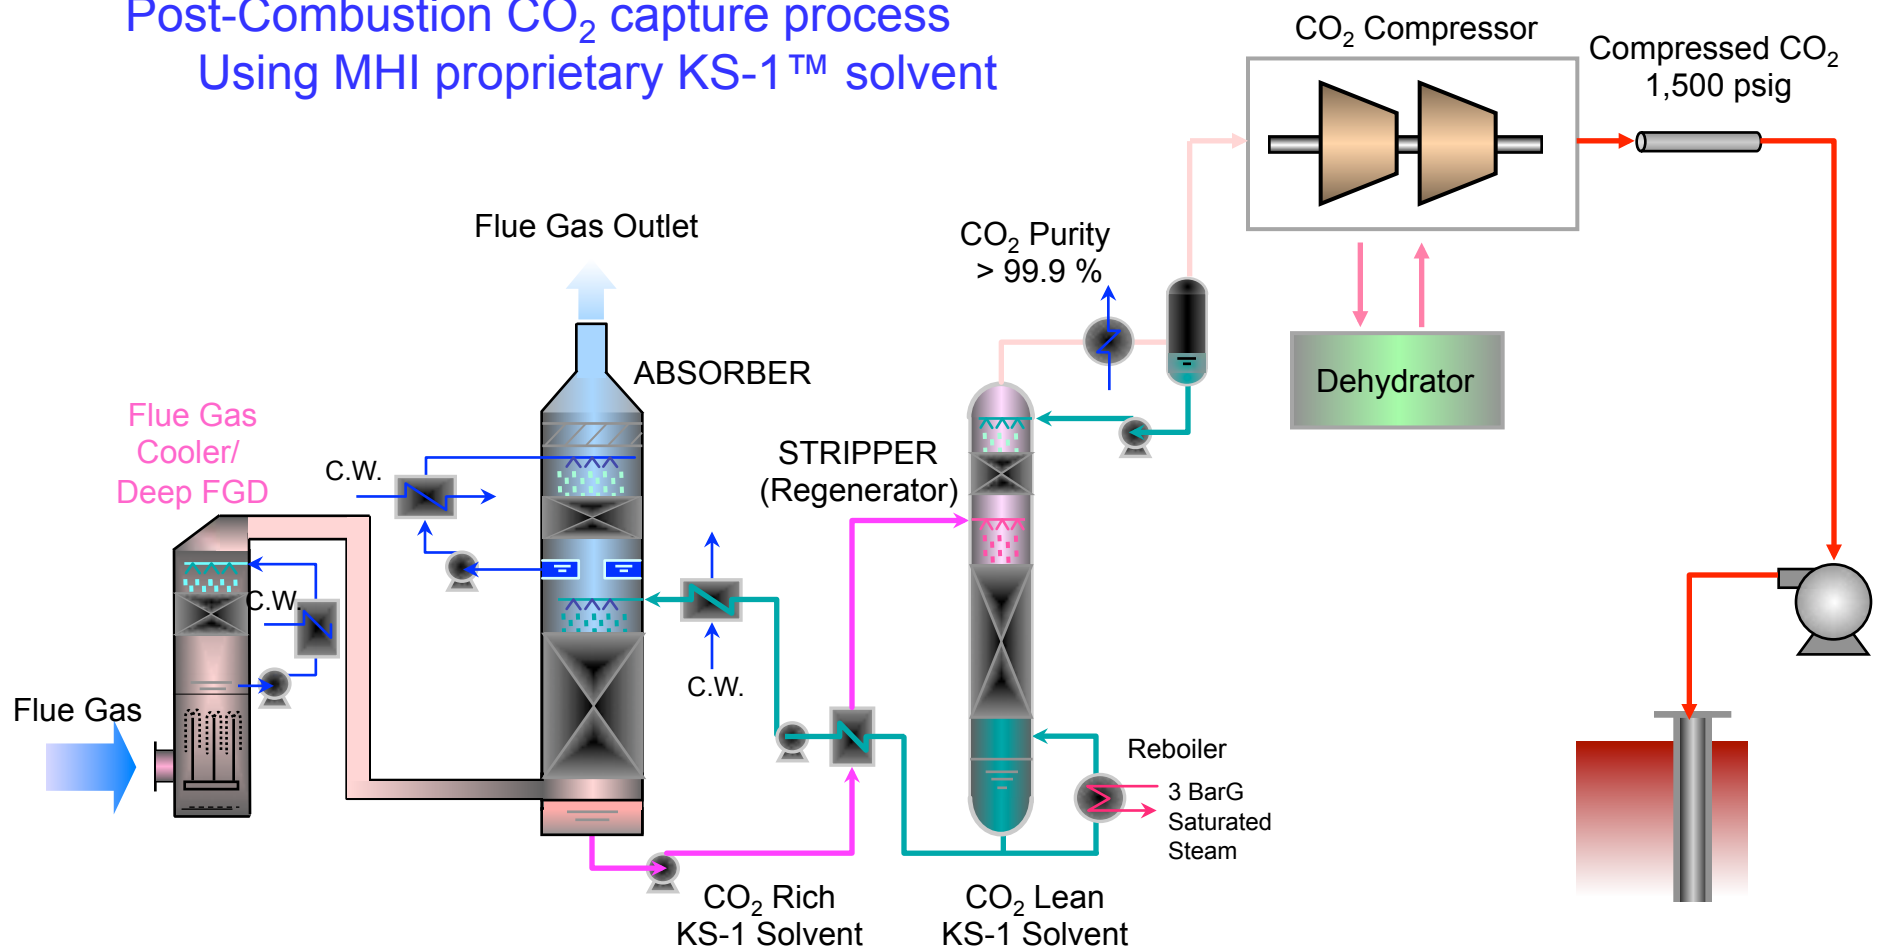 Post-Combustion CO2 capture process
Using MHI proprietary KS-1™ solvent
CO2 Compressor
Compressed CO2
1,500 psig
Flue Gas Outlet
CO2 Purity
> 99.9 %
ABSORBER
Dehydrator
Flue Gas
Cooler/
Deep FGD
C.W.
STRIPPER
(Regenerator)
C.W.
C.W.
Flue Gas
Reboiler
3 BarG
Saturated
Steam
CO2 Rich
KS-1 Solvent
CO2 Lean
KS-1 Solvent